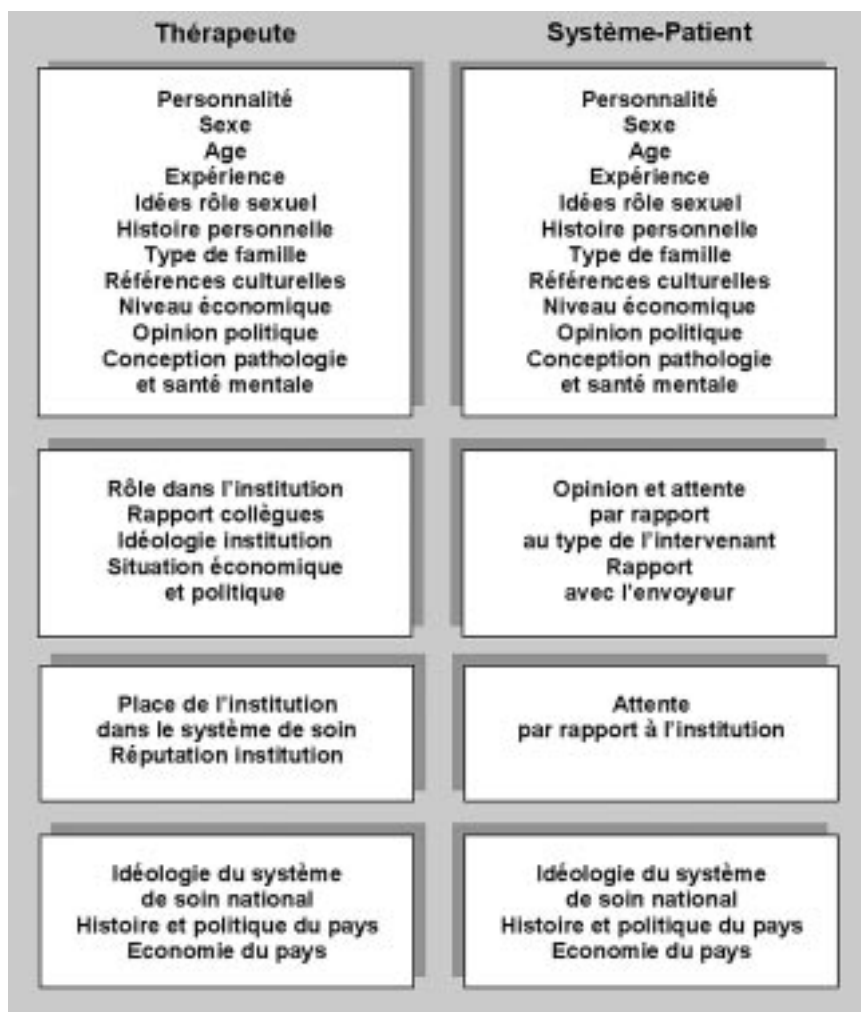 Thérapeute
Personnalité
Sexe
Age
Expérience
Idées rôle sexuel
Histoire personnelle
Type de famille
Références culturelles
Niveau économique
Opinion politique
Conception pathologie
et santé mentale
Rôle dans l'institution
Rapport collègues
Idéologie institution
Situation économique
et politique
Place de l'institution
dans le système de soin
Réputation institution
Idéologie du système
de soin national
Histoire et politique du pays
Economie du pays
Système-Patient
Personnalité
Sexe
Age
Expérience
Idées rôle sexuel
Histoire personnelle
Type de famille
Références culturelles
Niveau économique
Opinion politique
Conception pathologie
et santé mentale
Opinion et attente
par rapport
au type de l'intervenant
Rapport
avec l'envoyeur
Attente
par rapport à l'institution
Idéologie du système
de soin national
Histoire et politique du pays
Economie du pays